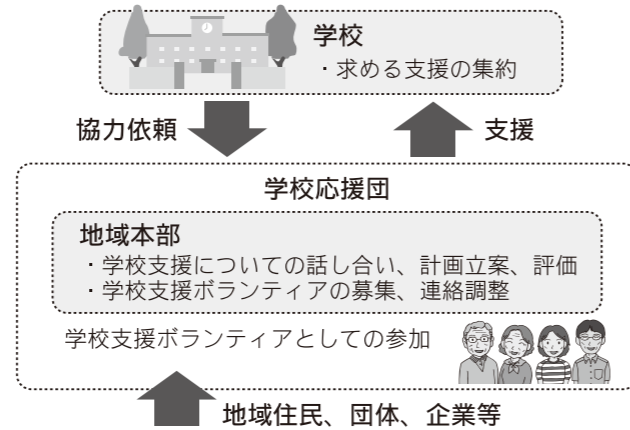 学校
・求める支援の集約
協力依頼
支援
学校応援団
地域本部
・学校支援についての話し合い、計画立案、評価
・学校支援ボランティアの募集、連絡調整
学校支援ボランティアとしての参加
地域住民、団体、企業等